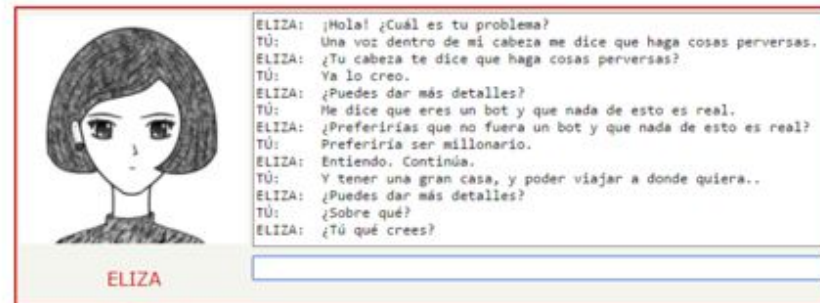 ELIZA: ¡Hola! ¿Cuál es tu problema?
TÚ: Una voz dentro de mi cabeza me dice que haga cosas perversas.
ELIZA: ¿Tu cabeza te dice que haga cosas perversas?
TÚ: Ya lo creo.
ELIZA: ¿Puedes dar más detalles?
TÚ: Me dice que eres un bot y que nada de esto es real.
ELIZA: ¿Preferirías que no fuera un bot y que nada de esto es real?
TÚ: Preferiría ser millonario.
ELIZA: Entiendo. Continúa.
TÚ: Y tener una gran casa, y poder viajar a donde quiera..
ELIZA: ¿Puedes dar más detalles?
TÚ: ¿Sobre qué?
ELIZA: ¿Tú qué crees?
ELIZA